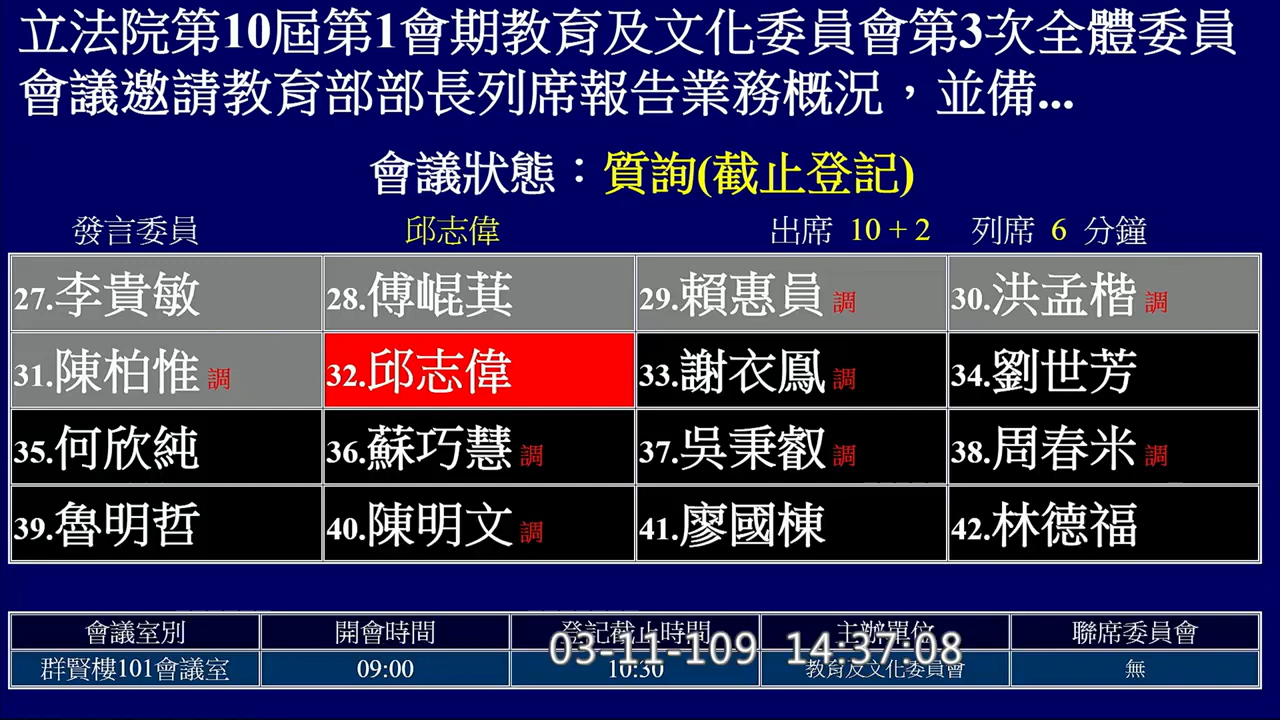 立法院第10屆第1會期教育及文化委員會第3次全體委員
會議邀請教育部部長列席報告業務概況，並備...
會議狀態：質詢(截止登記)
發言委員 邱志偉 出席 10 + 2 列席 6 分鐘
27.李貴敏 28.傅崐萁 29.賴惠員 調 30.洪孟楷 調
31.陳柏惟 調 32.邱志偉 33.謝衣鳳 調 34.劉世芳
35.何欣純 36.蘇巧慧 調 37.吳秉叡 調 38.周春米 調
39.魯明哲 40.陳明文 調 41.廖國棟 42.林德福
會議室別 開會時間 登記截止時間 主辦單位 聯席委員會
03-11-109 14:37:08
群賢樓101會議室 09:00 10:30 教育及文化委員會 無